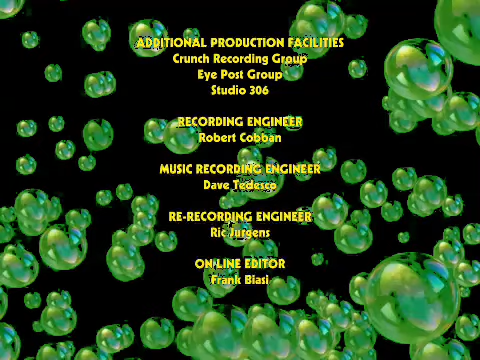 ADDITIONAL PRODUCTION FACILITIES
Crunch Recording Group
Eye Post Group
Studio 306
RECORDING ENGINEER
Robert Cobban
MUSIC RECORDING ENGINEER
Dave Tedesco
RE-RECORDING ENGINEER
Ric Jurgens
ON-LINE EDITOR
Frank Biasi